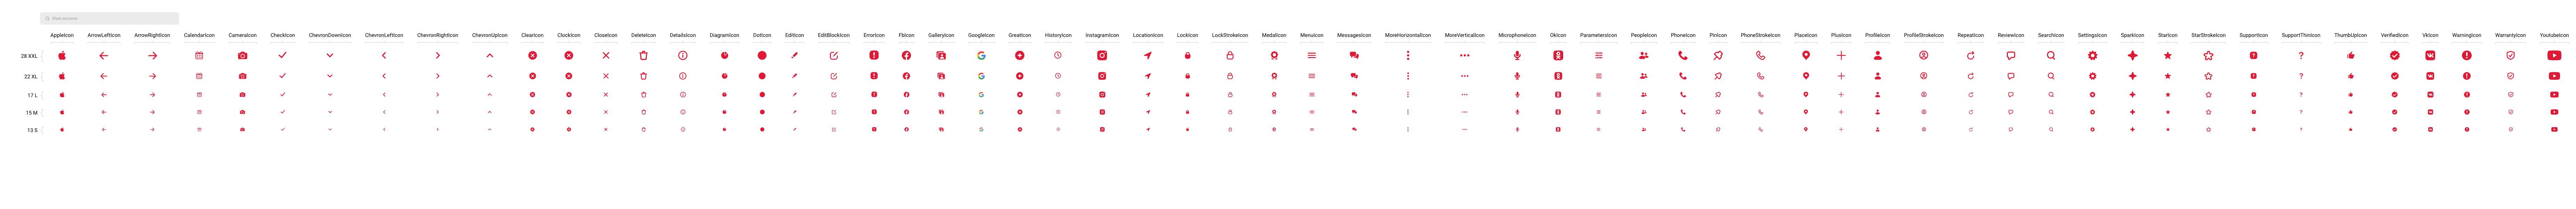 AppleIcon ArrowLeftIcon ArrowRightIcon CalendarIcon CameraIcon CheckIcon ChevronDownIcon ChevronLeftIcon ChevronRightIcon ChevronUpIcon ClearIcon ClockIcon CloseIcon DeleteIcon DetailsIcon DiagramIcon DotIcon EditIcon EditBlockIcon ErrorIcon FbIcon GalleryIcon GoogleIcon GreatIcon HistoryIcon InstagramIcon LocationIcon LockIcon LockStrokeIcon MedalIcon MenuIcon MessageIcon MoreHorizontalIcon MoreVerticalIcon MicrophoneIcon OkIcon ParametersIcon PeopleIcon PhoneIcon PinIcon PhoneStrokeIcon PlaceIcon PlusIcon ProfileIcon ProfileStrokeIcon RepeatIcon ReviewIcon SearchIcon SettingsIcon SparkIcon StarIcon StarStrokeIcon SupportIcon SupportThinIcon ThumbUpIcon VerifiedIcon VkIcon WarningIcon WarrantyIcon YoutubeIcon
28 XXL
22 XL
17 L
15 M
13 S